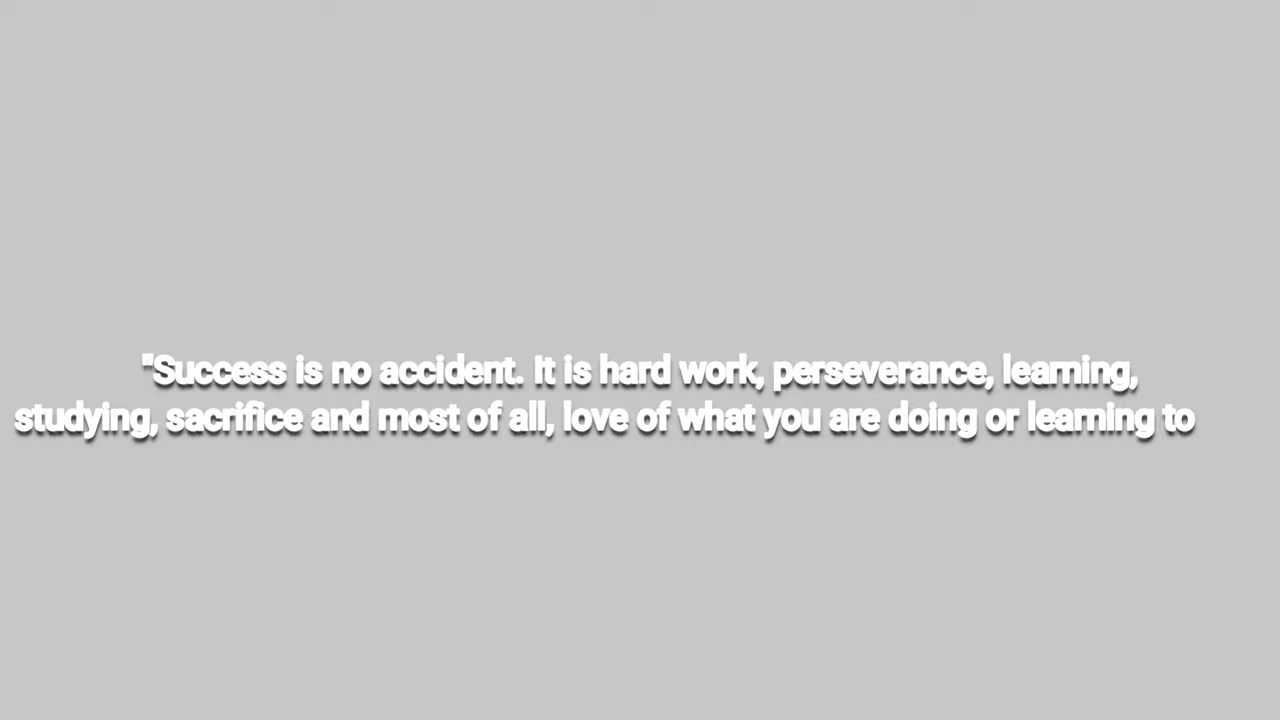 "Success is no accident. It is hard work, perseverance, learning,
studying, sacrifice and most of all, love of what you are doing or learning to